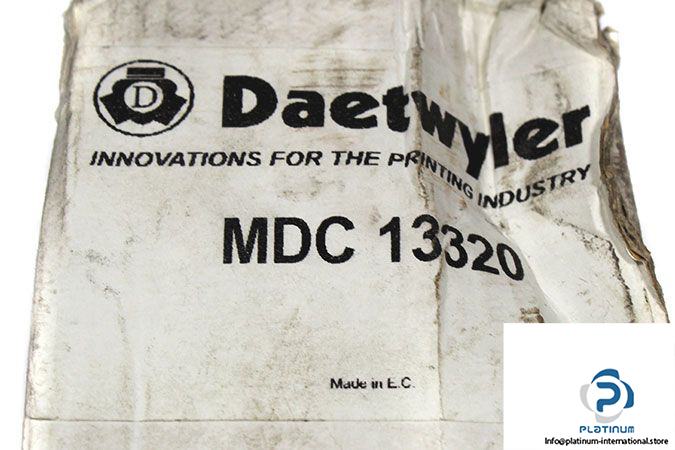 D
Daetwyler
INNOVATIONS FOR THE PRINTING INDUSTRY
MDC 13320
Made in E.C.
P
PLATINUM
Info@platinum-international.store